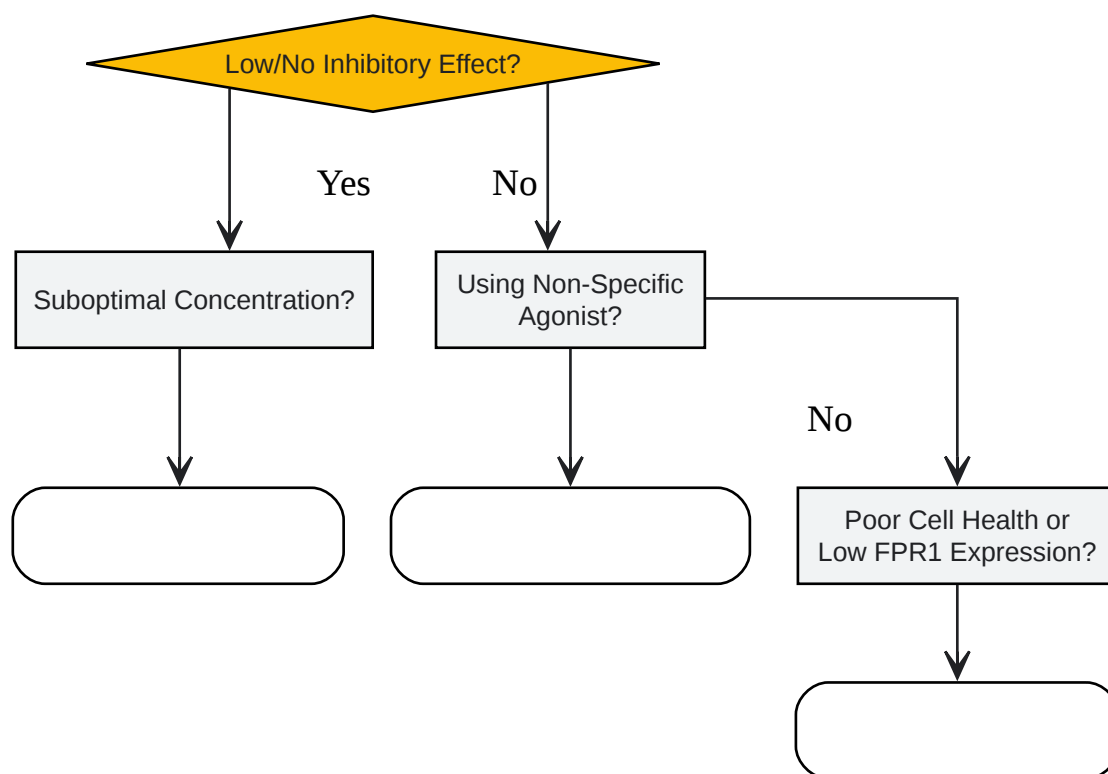 Low/No Inhibitory Effect?
Yes
No
Suboptimal Concentration?
Using Non-Specific
Agonist?
No
Poor Cell Health or
Low FPR1 Expression?